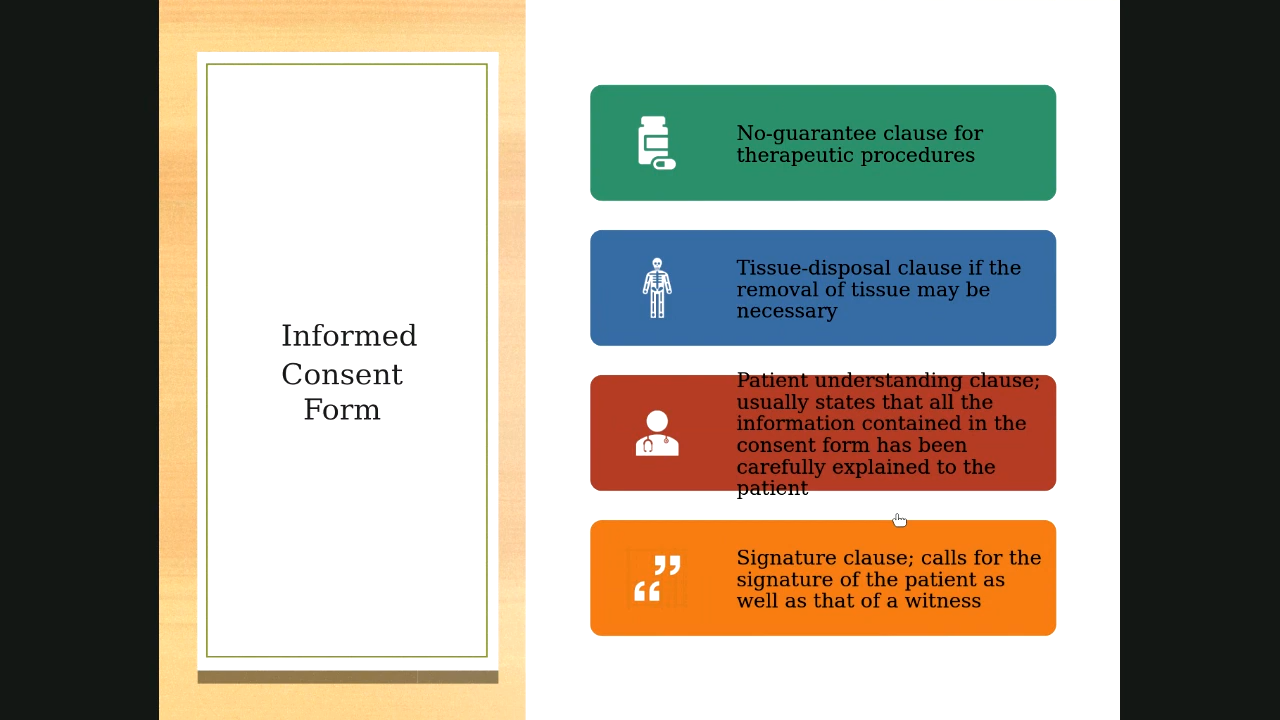 Informed
Consent
Form
No-guarantee clause for
therapeutic procedures
Tissue-disposal clause if the
removal of tissue may be
necessary
Patient understanding clause;
usually states that all the
information contained in the
consent form has been
carefully explained to the
patient
Signature clause; calls for the
signature of the patient as
well as that of a witness